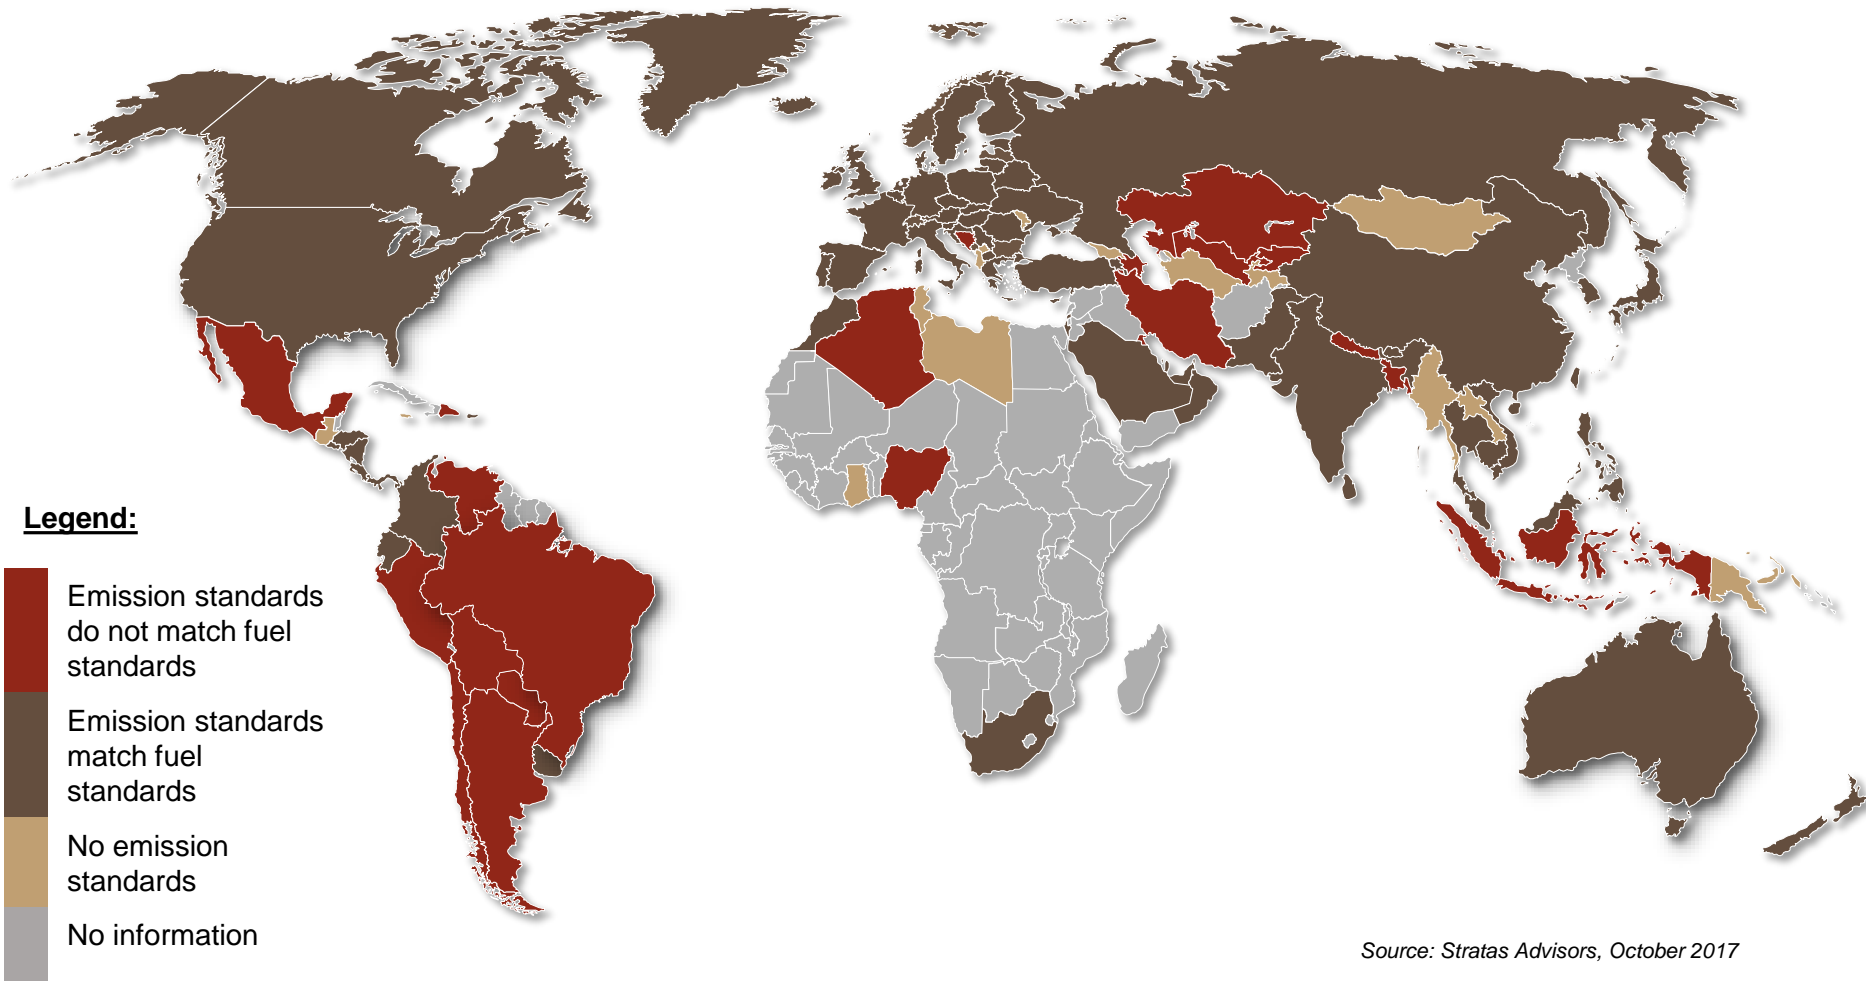 Legend:
Emission standards
do not match fuel
standards
Emission standards
match fuel
standards
No emission
standards
No information
Source: Stratas Advisors, October 2017